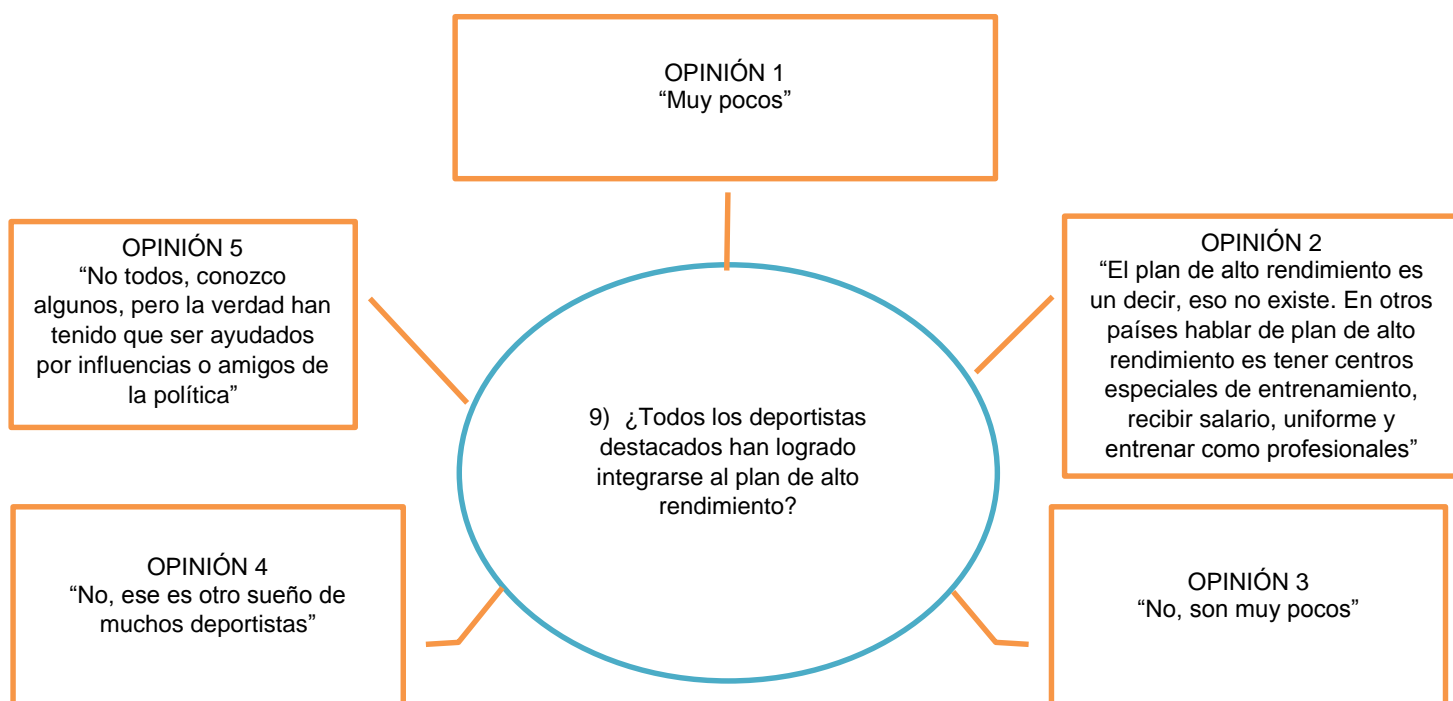 OPINIÓN 1
“Muy pocos”
OPINIÓN 5
“No todos, conozco
algunos, pero la verdad han
tenido que ser ayudados
por influencias o amigos de
la política”
OPINIÓN 2
“El plan de alto rendimiento es
un decir, eso no existe. En otros
países hablar de plan de alto
rendimiento es tener centros
especiales de entrenamiento,
recibir salario, uniforme y
entrenar como profesionales”
9) ¿Todos los deportistas
destacados han logrado
integrarse al plan de alto
rendimiento?
OPINIÓN 4
“No, ese es otro sueño de
muchos deportistas”
OPINIÓN 3
“No, son muy pocos”